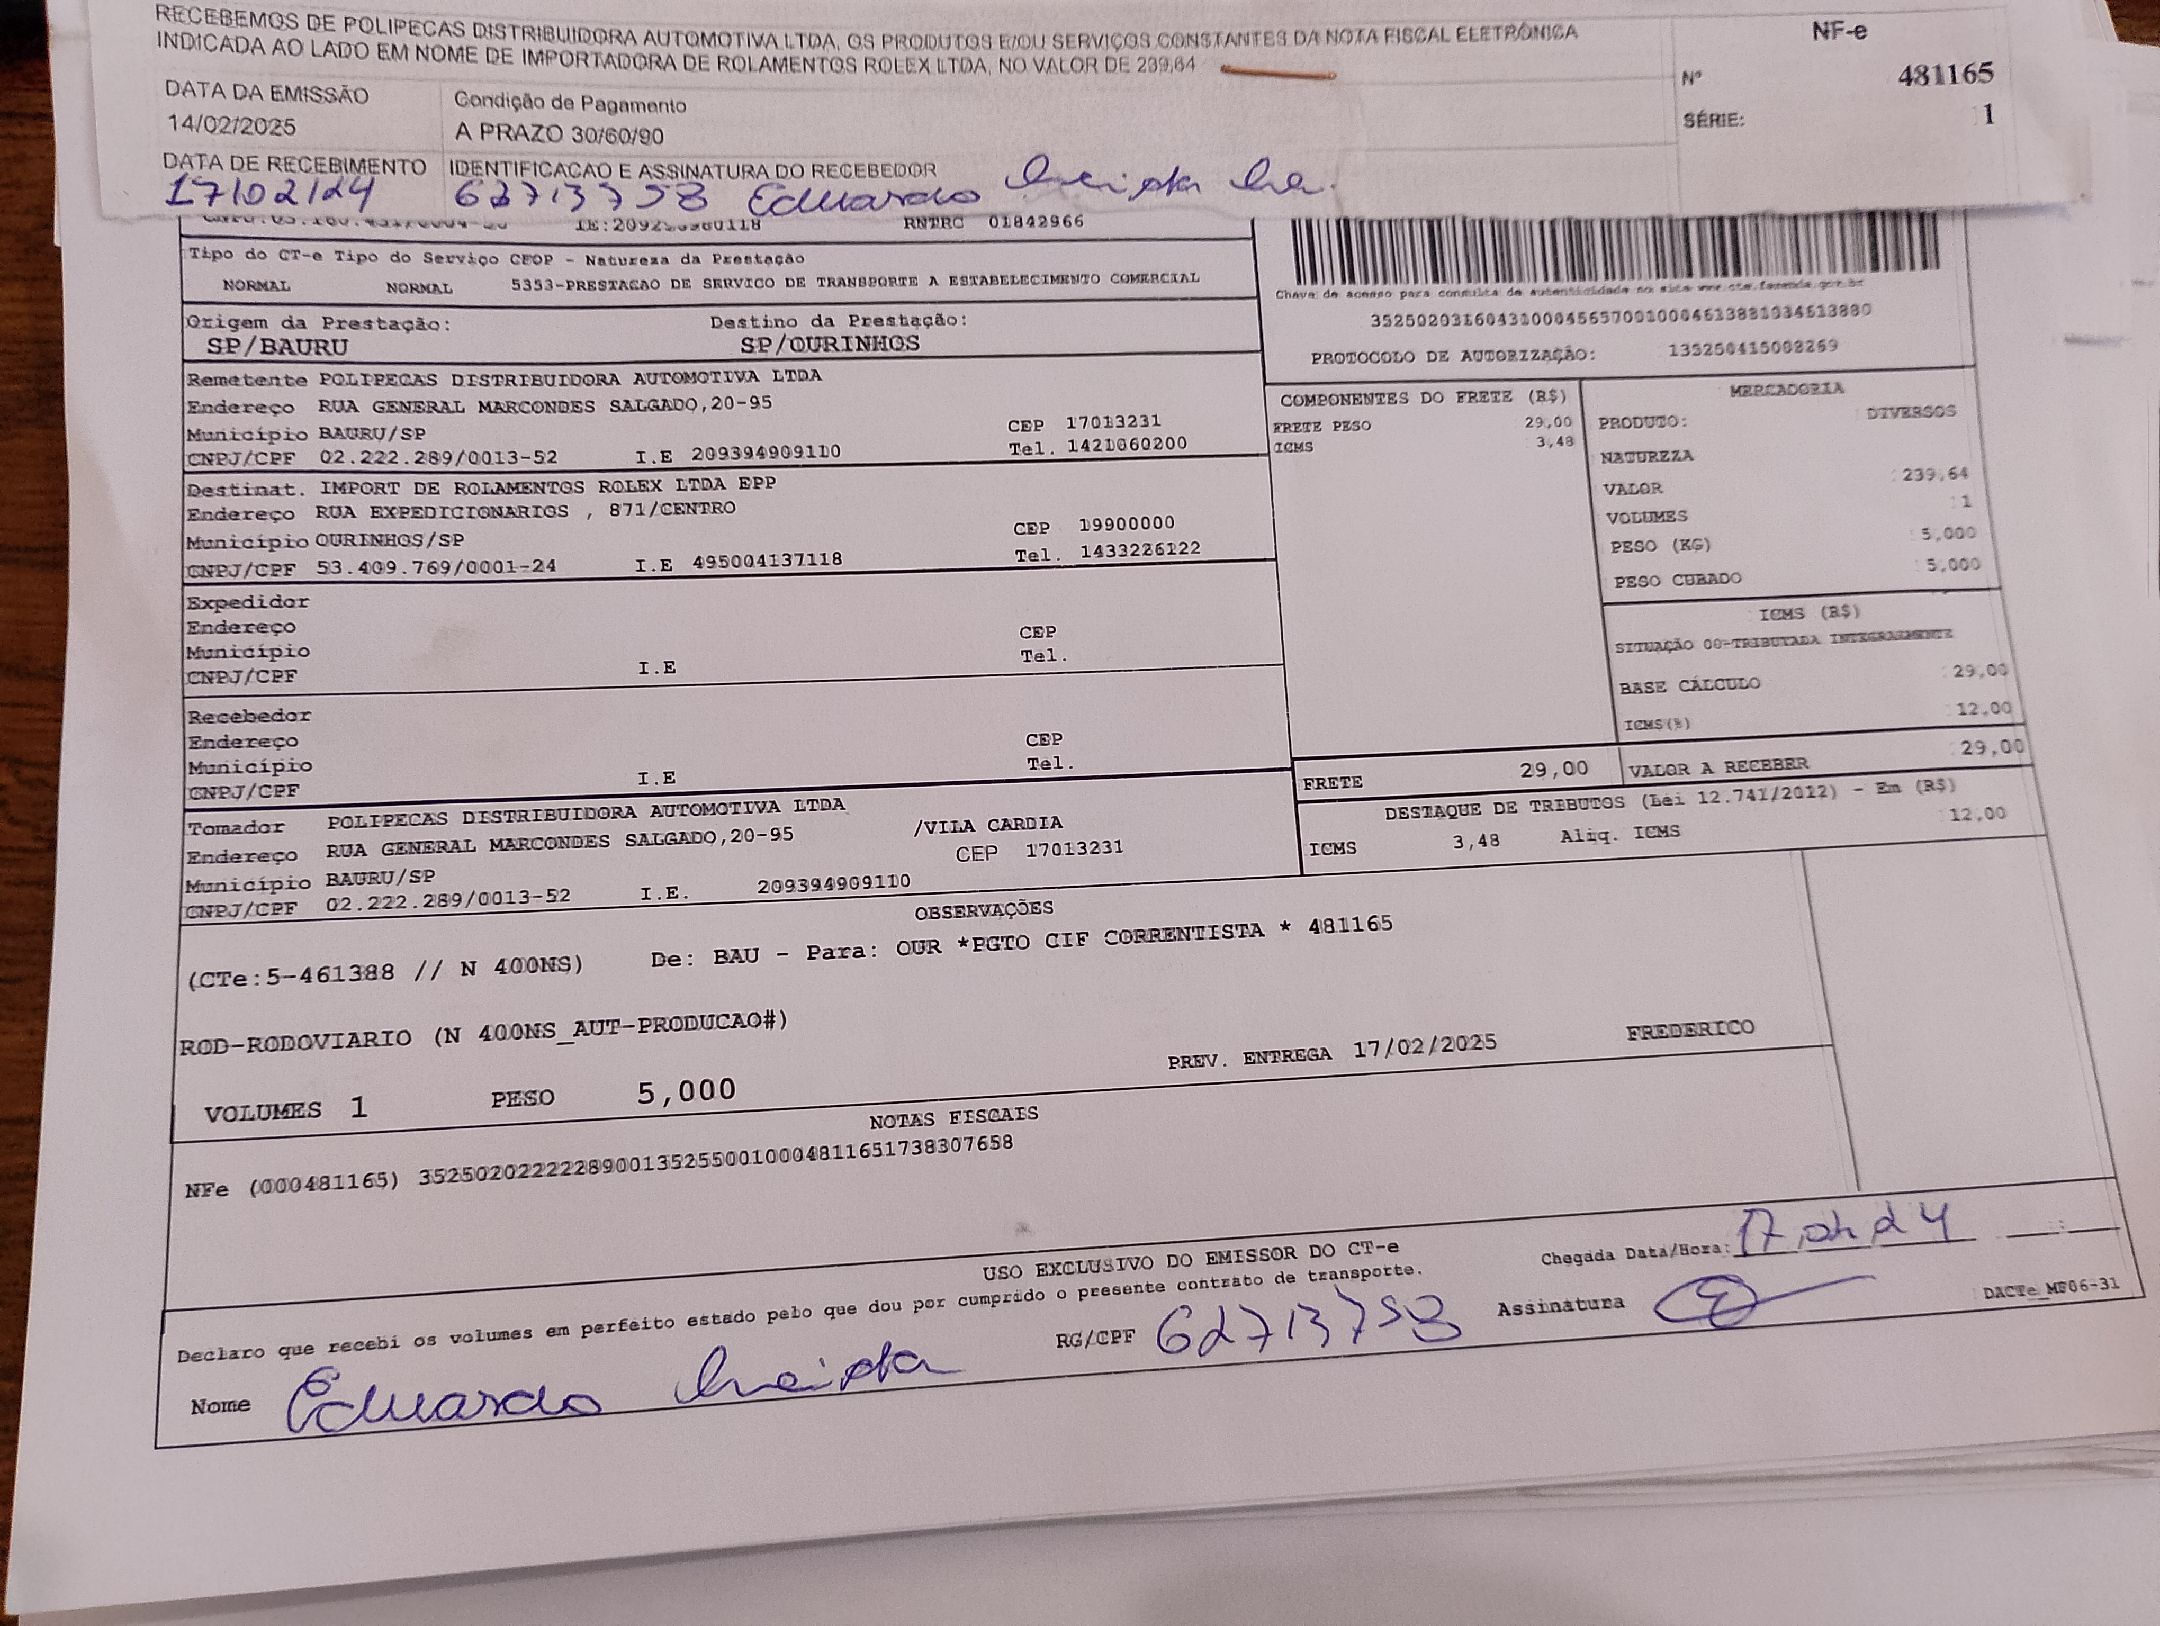 RECEBEMOS DE POLIPECAS DISTRIBUIDORA AUTOMOTIVA LTDA, OS PRODUTOS E/OU SERVIÇOS CONSTANTES DA NOTA FISCAL ELETRÔNICA
INDICADA AO LADO EM NOME DE IMPORTADORA DE ROLAMENTOS ROLEX LTDA, NO VALOR DE 239,64
NF-e
Nº 481165
SÉRIE: 1
DATA DA EMISSÃO
14/02/2025
Condição de Pagamento
A PRAZO 30/60/90
DATA DE RECEBIMENTO
17/02/24
IDENTIFICACAO E ASSINATURA DO RECEBEDOR
62713758 Eduardo
RNTRC 01842966
Tipo do CT-e Tipo do Serviço CFOP - Natureza da Prestação
NORMAL NORMAL 5353-PRESTACAO DE SERVICO DE TRANSPORTE A ESTABELECIMENTO COMERCIAL
Origem da Prestação: Destino da Prestação:
SP/BAURU SP/OURINHOS
Remetente POLIPECAS DISTRIBUIDORA AUTOMOTIVA LTDA
Endereço RUA GENERAL MARCONDES SALGADO,20-95
Município BAURU/SP CEP 17013231
CNPJ/CPF 02.222.289/0013-52 I.E 209394909110 Tel. 1421060200
Destinat. IMPORT DE ROLAMENTOS ROLEX LTDA EPP
Endereço RUA EXPEDICIONARIOS , 871/CENTRO
Município OURINHOS/SP CEP 19900000
CNPJ/CPF 53.409.769/0001-24 I.E 495004137118 Tel. 1433226122
Expedidor
Endereço
Município CEP
CNPJ/CPF I.E Tel.
Recebedor
Endereço
Município CEP
CNPJ/CPF I.E Tel.
Tomador POLIPECAS DISTRIBUIDORA AUTOMOTIVA LTDA
Endereço RUA GENERAL MARCONDES SALGADO,20-95 /VILA CARDIA
Município BAURU/SP CEP 17013231
CNPJ/CPF 02.222.289/0013-52 I.E. 209394909110
Chave de acesso para consulta de autenticidade no site www.cte.fazenda.gov.br
PROTOCOLO DE AUTORIZAÇÃO: 135250415008269
COMPONENTES DO FRETE (R$)
FRETE PESO 29,00
ICMS 3,48
MERCADORIA
PRODUTO: DIVERSOS
NATUREZA
VALOR 239,64
VOLUMES 1
PESO (KG) 5,000
PESO CUBADO 5,000
ICMS (R$)
SITUAÇÃO 00-TRIBUTADA INTEGRALMENTE
BASE CÁLCULO 29,00
ICMS(%) 12,00
FRETE 29,00 VALOR A RECEBER 29,00
DESTAQUE DE TRIBUTOS (Lei 12.741/2012) - Em (R$)
ICMS 3,48 Aliq. ICMS 12,00
OBSERVAÇÕES
(CTe:5-461388 // N 400NS) De: BAU - Para: OUR *PGTO CIF CORRENTISTA * 481165
ROD-RODOVIARIO (N 400NS_AUT-PRODUCAO#)
PREV. ENTREGA 17/02/2025 FREDERICO
VOLUMES 1 PESO 5,000
NOTAS FISCAIS
NFe (000481165) 35250202222289001352550010004811651738307658
USO EXCLUSIVO DO EMISSOR DO CT-e
Declaro que recebi os volumes em perfeito estado pelo que dou por cumprido o presente contrato de transporte.
Chegada Data/Hora: 17,02,24
Nome Eduardo RG/CPF 62713758 Assinatura
DACTe_MF06-31